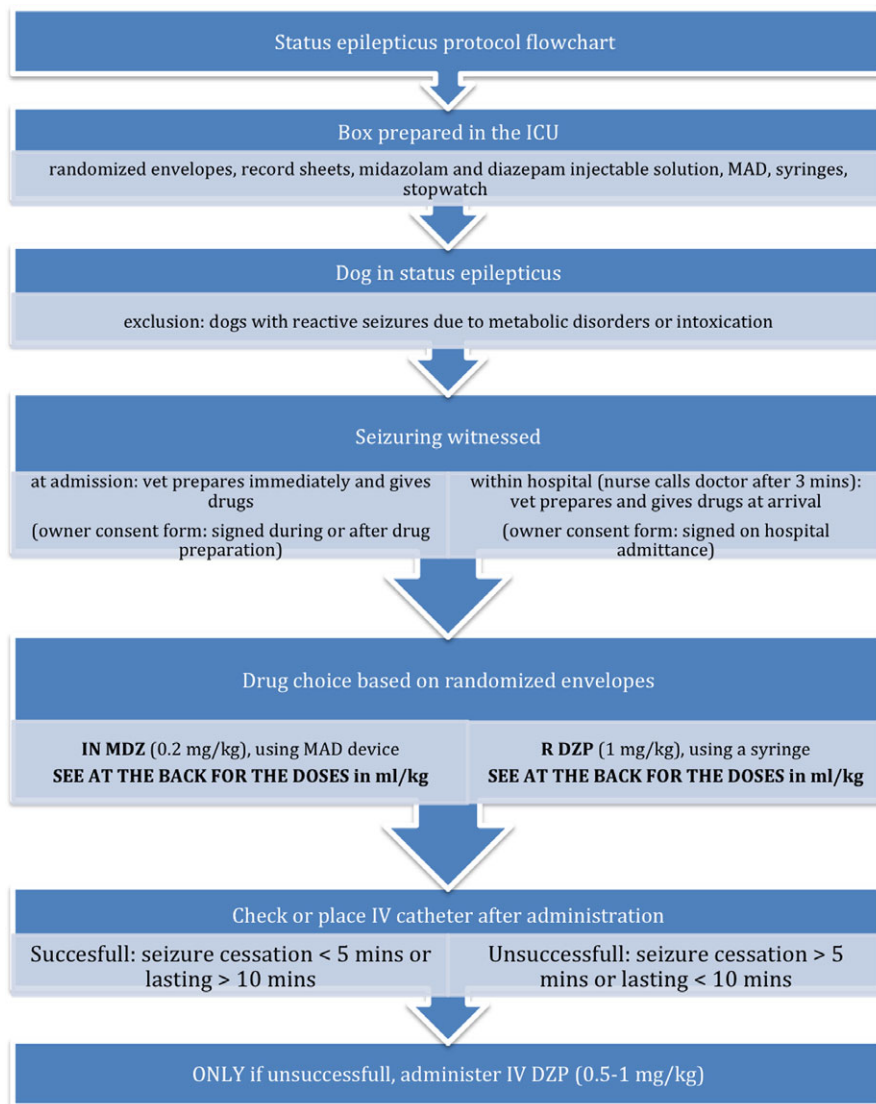 Status epilepticus protocol flowchart
Box prepared in the ICU
randomized envelopes, record sheets, midazolam and diazepam injectable solution, MAD, syringes,
stopwatch
Dog in status epilepticus
exclusion: dogs with reactive seizures due to metabolic disorders or intoxication
Seizuring witnessed
at admission: vet prepares immediately and gives
drugs
(owner consent form: signed during or after drug
preparation)
within hospital (nurse calls doctor after 3 mins):
vet prepares and gives drugs at arrival
(owner consent form: signed on hospital
admittance)
Drug choice based on randomized envelopes
IN MDZ (0.2 mg/kg), using MAD device
SEE AT THE BACK FOR THE DOSES in ml/kg
R DZP (1 mg/kg), using a syringe
SEE AT THE BACK FOR THE DOSES in ml/kg
Check or place IV catheter after administration
Succesfull: seizure cessation < 5 mins or
lasting > 10 mins
Unsuccessfull: seizure cessation > 5
mins or lasting < 10 mins
ONLY if unsuccessfull, administer IV DZP (0.5-1 mg/kg)